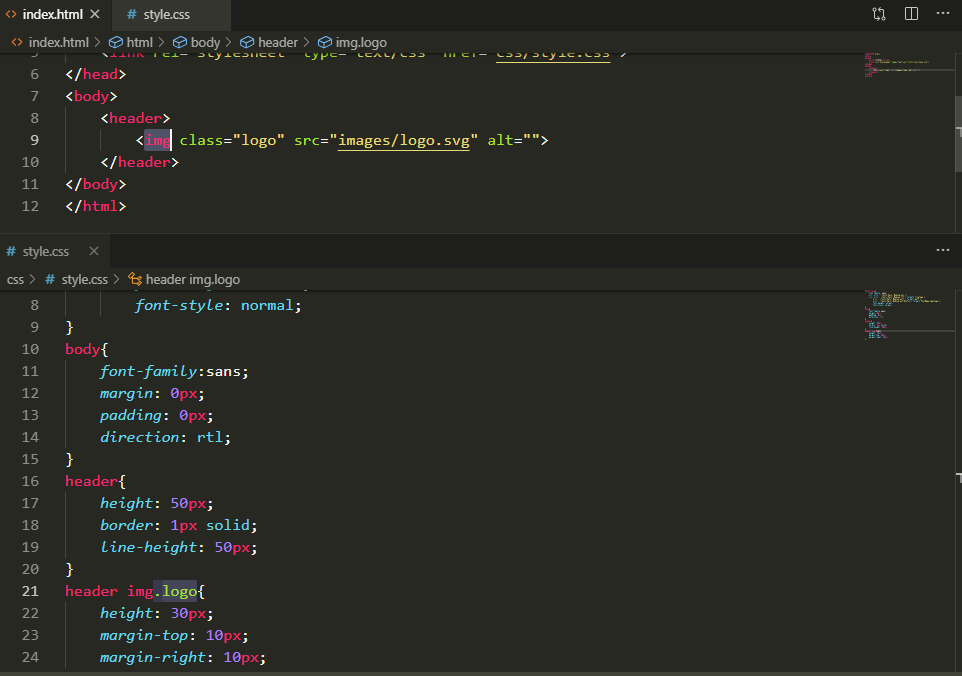 index.html
# style.css
index.html > html > body > header > img.logo
<link rel="stylesheet" type="text/css" href="css/style.css">
6 </head>
7 <body>
8 <header>
9 <img class="logo" src="images/logo.svg" alt="">
10 </header>
11 </body>
12 </html>
# style.css
css > # style.css > header img.logo
8 font-style: normal;
9 }
10 body{
11 font-family:sans;
12 margin: 0px;
13 padding: 0px;
14 direction: rtl;
15 }
16 header{
17 height: 50px;
18 border: 1px solid;
19 line-height: 50px;
20 }
21 header img.logo{
22 height: 30px;
23 margin-top: 10px;
24 margin-right: 10px;